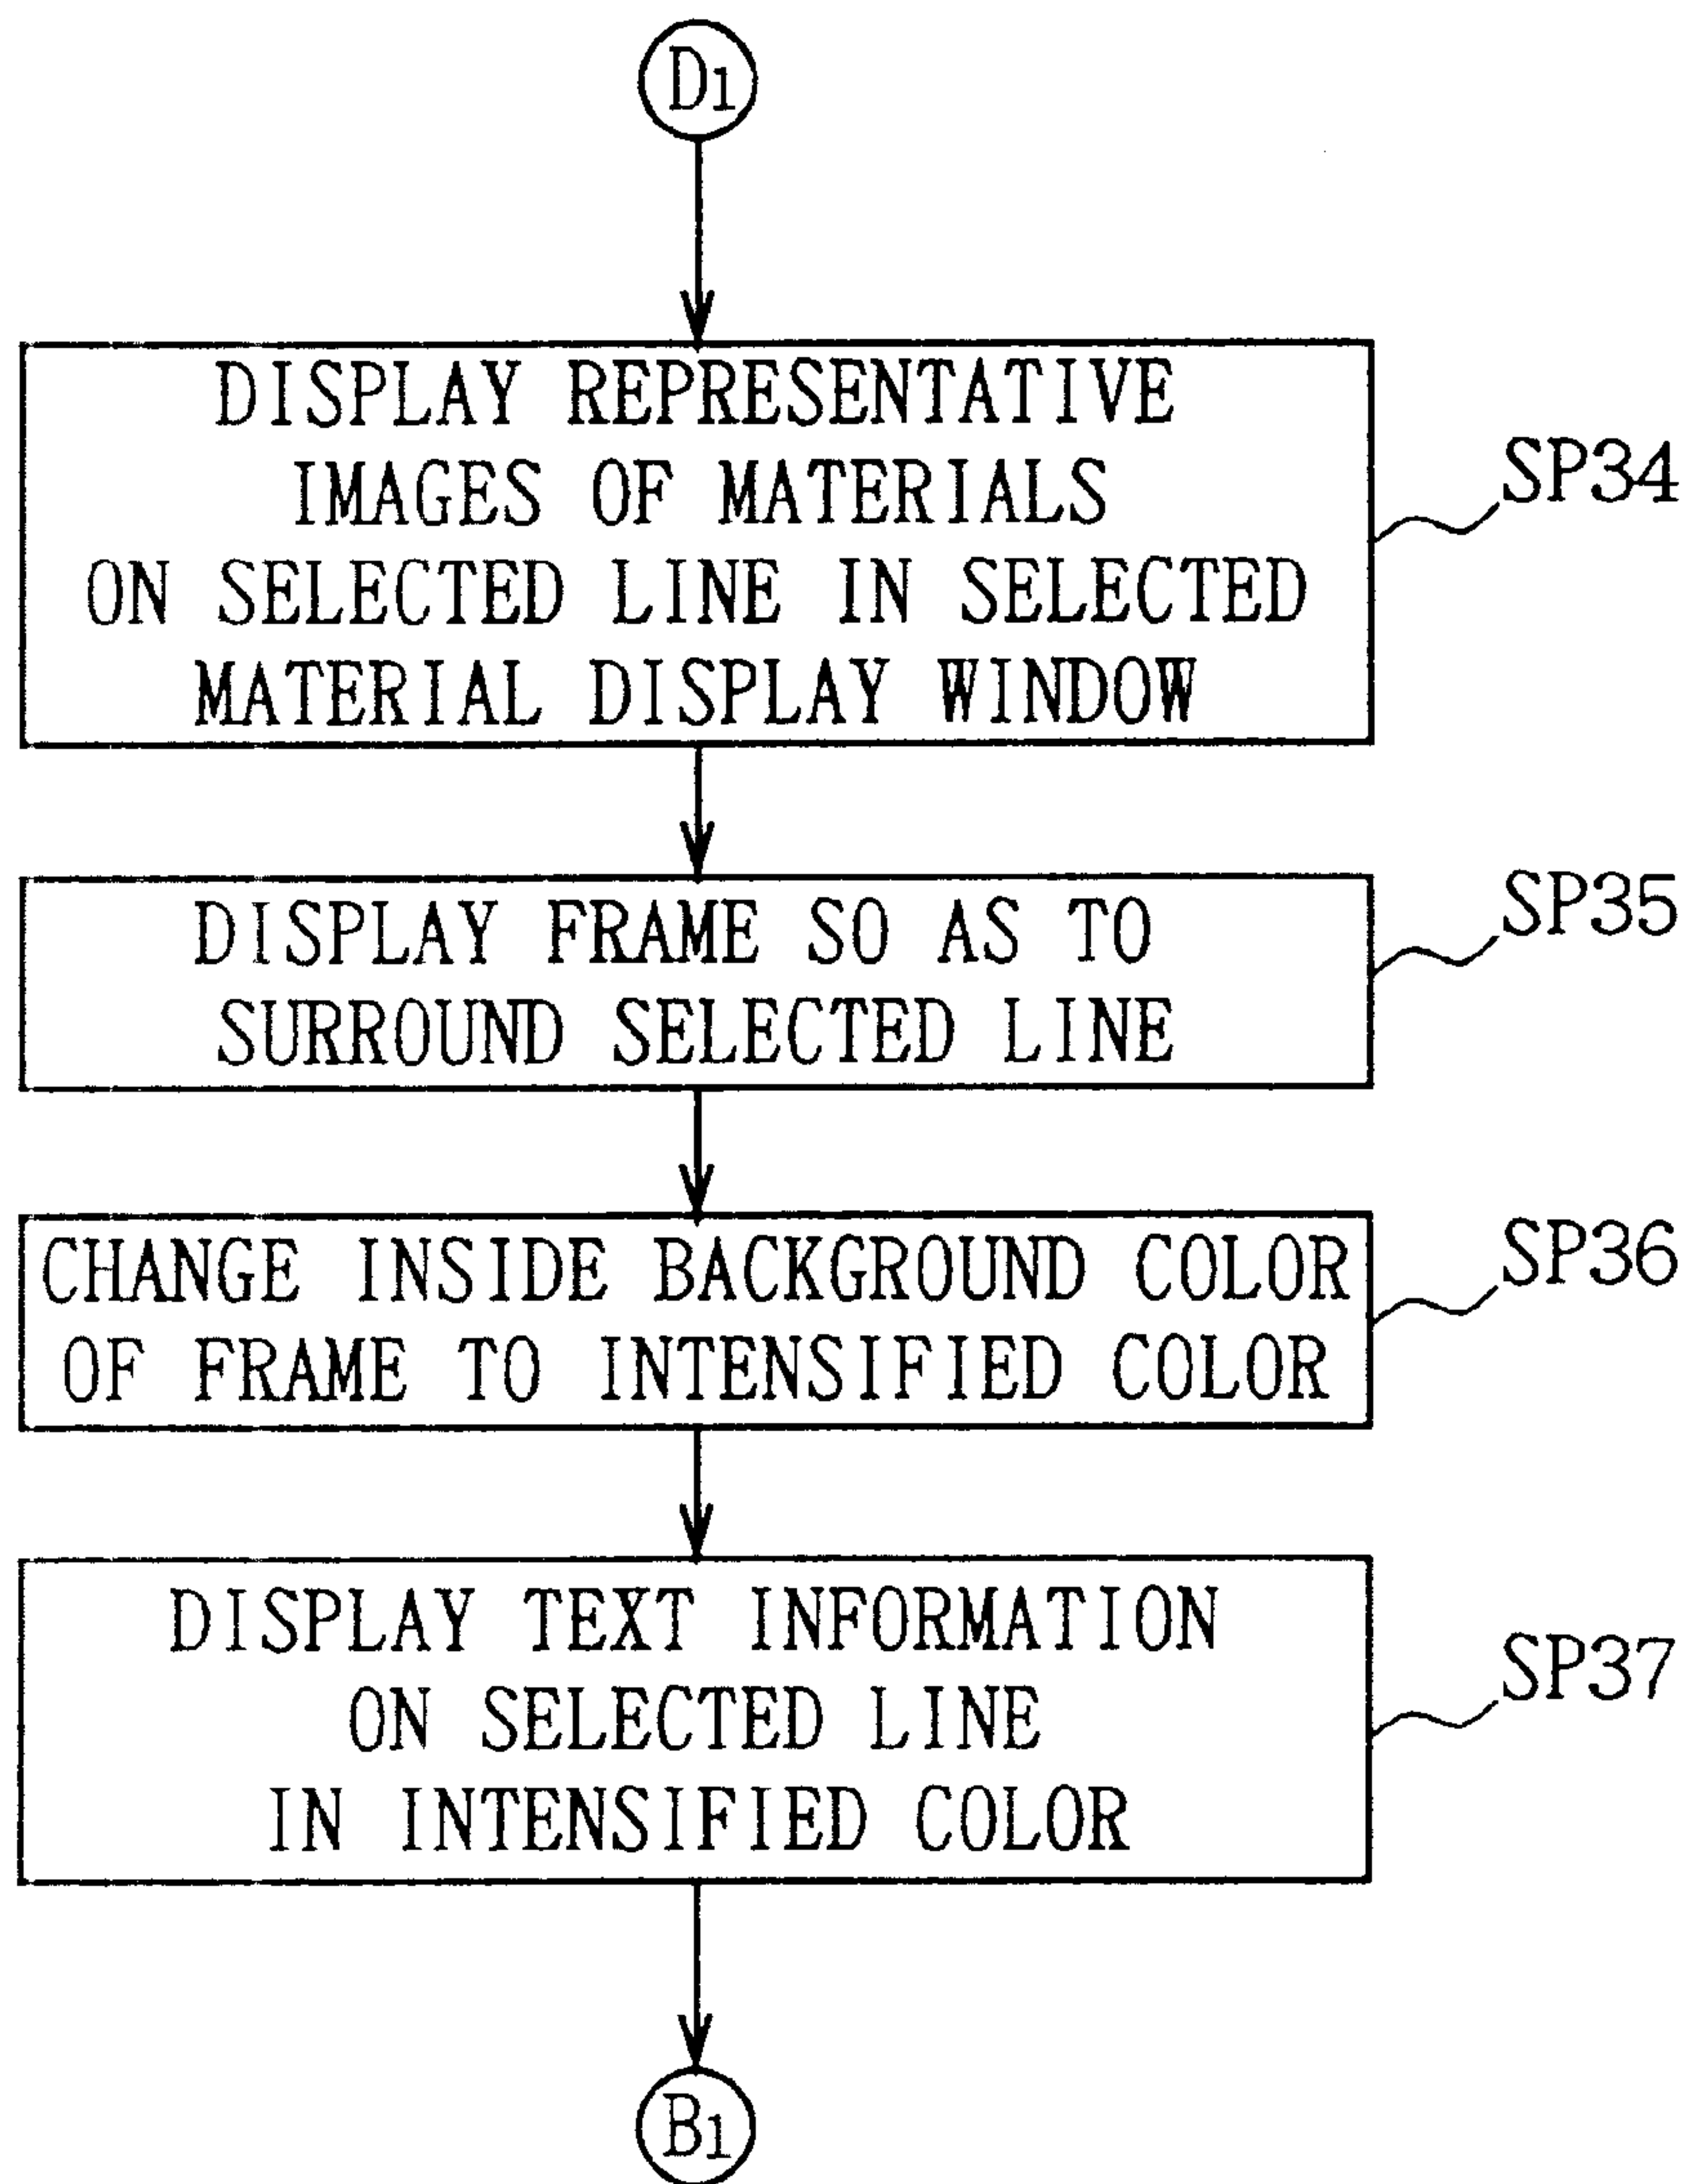 D1
DISPLAY REPRESENTATIVE
IMAGES OF MATERIALS
ON SELECTED LINE IN SELECTED
MATERIAL DISPLAY WINDOW
SP34
DISPLAY FRAME SO AS TO
SURROUND SELECTED LINE
SP35
CHANGE INSIDE BACKGROUND COLOR
OF FRAME TO INTENSIFIED COLOR
SP36
DISPLAY TEXT INFORMATION
ON SELECTED LINE
IN INTENSIFIED COLOR
SP37
B1